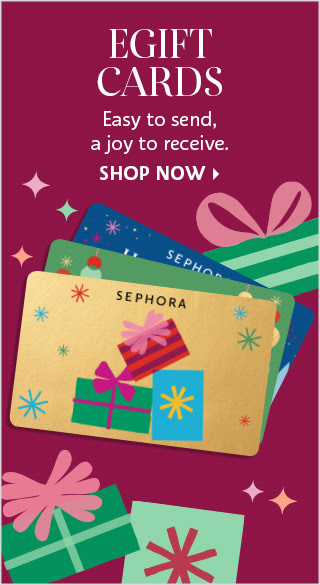 EGIFT
CARDS
Easy to send,
a joy to receive.
SHOP NOW
SEPHORA